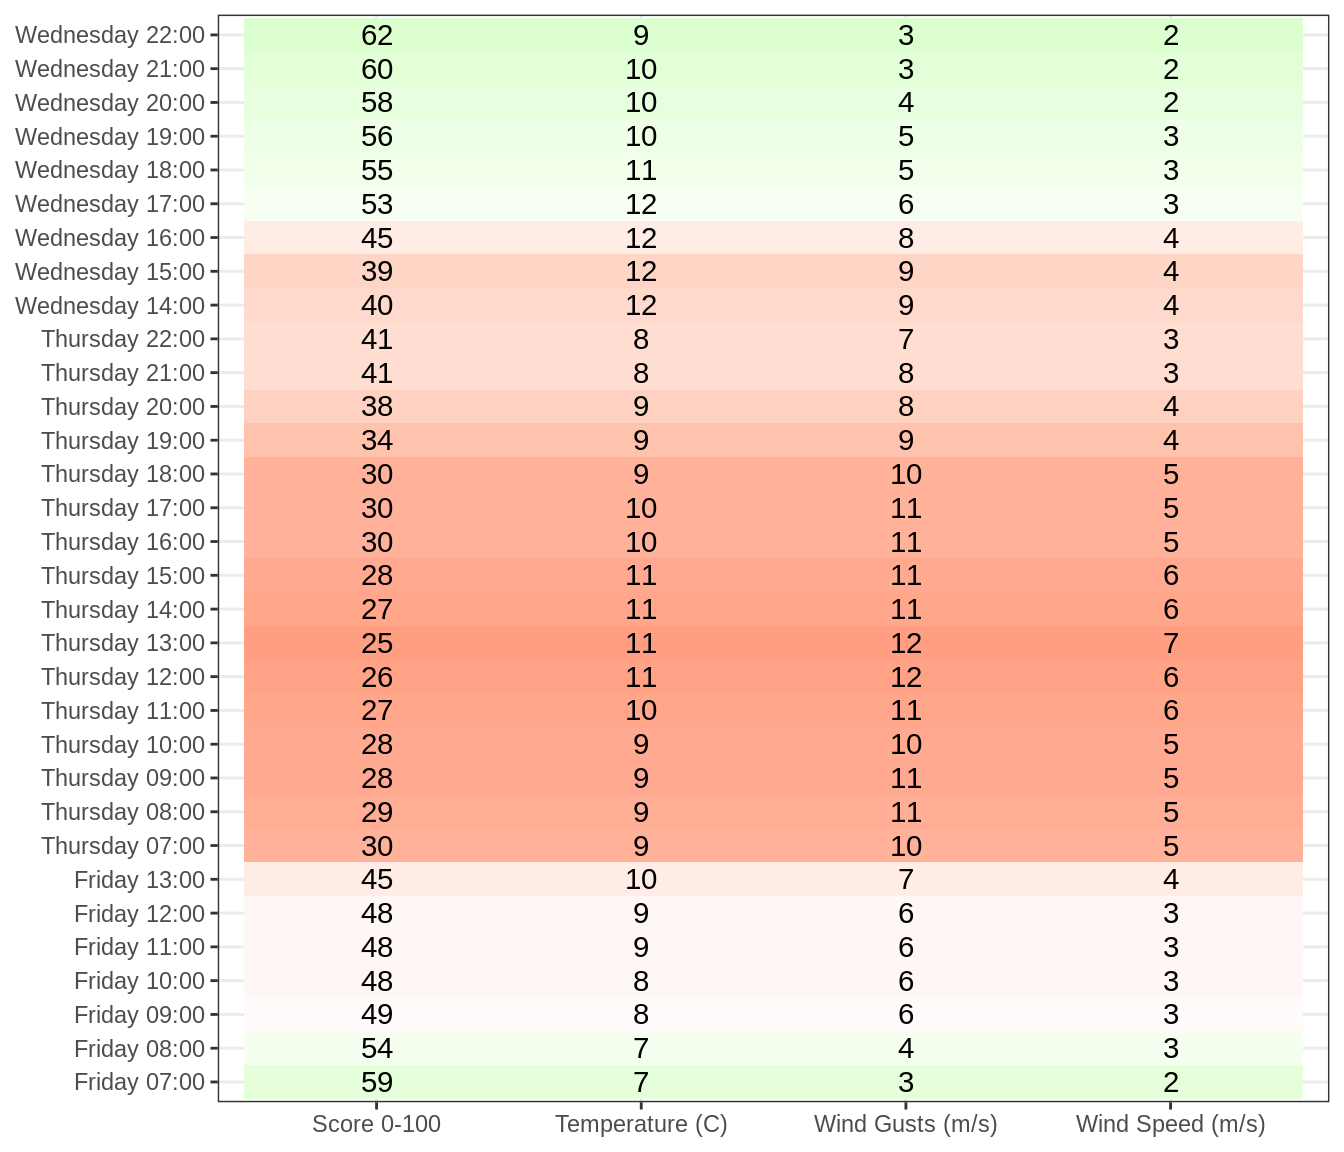 Wednesday 22:00 62 9 3 2
Wednesday 21:00 60 10 3 2
Wednesday 20:00 58 10 4 2
Wednesday 19:00 56 10 5 3
Wednesday 18:00 55 11 5 3
Wednesday 17:00 53 12 6 3
Wednesday 16:00 45 12 8 4
Wednesday 15:00 39 12 9 4
Wednesday 14:00 40 12 9 4
Thursday 22:00 41 8 7 3
Thursday 21:00 41 8 8 3
Thursday 20:00 38 9 8 4
Thursday 19:00 34 9 9 4
Thursday 18:00 30 9 10 5
Thursday 17:00 30 10 11 5
Thursday 16:00 30 10 11 5
Thursday 15:00 28 11 11 6
Thursday 14:00 27 11 11 6
Thursday 13:00 25 11 12 7
Thursday 12:00 26 11 12 6
Thursday 11:00 27 10 11 6
Thursday 10:00 28 9 10 5
Thursday 09:00 28 9 11 5
Thursday 08:00 29 9 11 5
Thursday 07:00 30 9 10 5
Friday 13:00 45 10 7 4
Friday 12:00 48 9 6 3
Friday 11:00 48 9 6 3
Friday 10:00 48 8 6 3
Friday 09:00 49 8 6 3
Friday 08:00 54 7 4 3
Friday 07:00 59 7 3 2
Score 0-100 Temperature (C) Wind Gusts (m/s) Wind Speed (m/s)